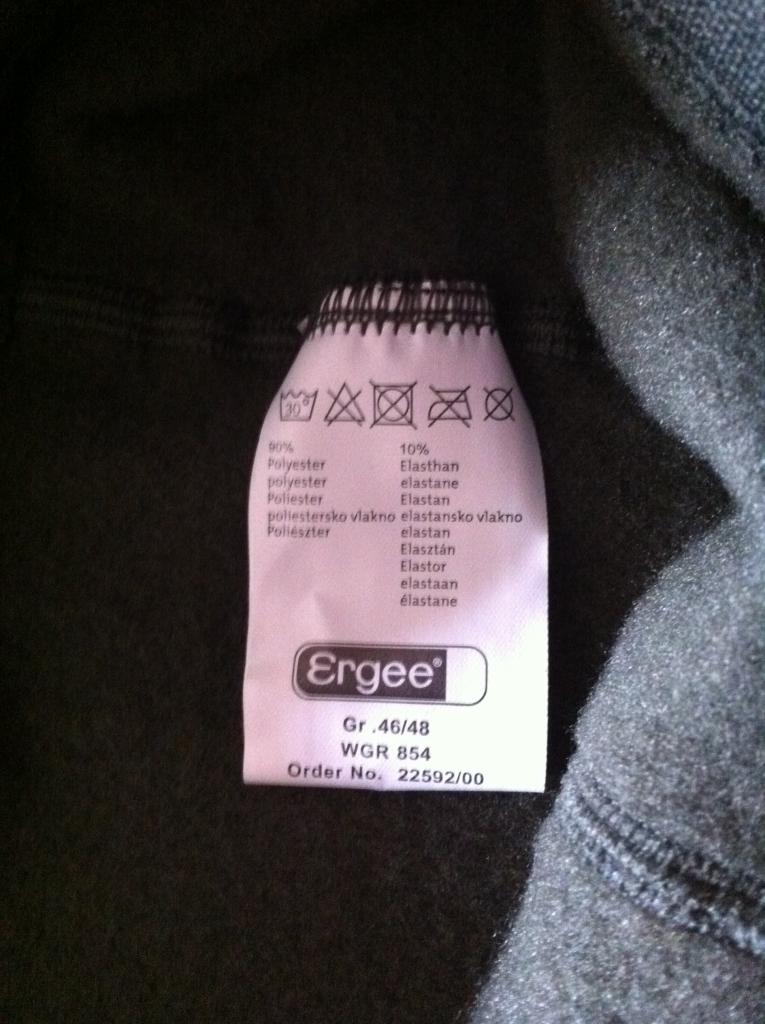 30°
90% 10%
Polyester Elasthan
polyester elastane
Poliester Elastan
poliestersko vlakno elastansko vlakno
Poliészter elastan
Elasztán
Elastor
elastaan
élastane
Ergee®
Gr .46/48
WGR 854
Order No. 22592/00